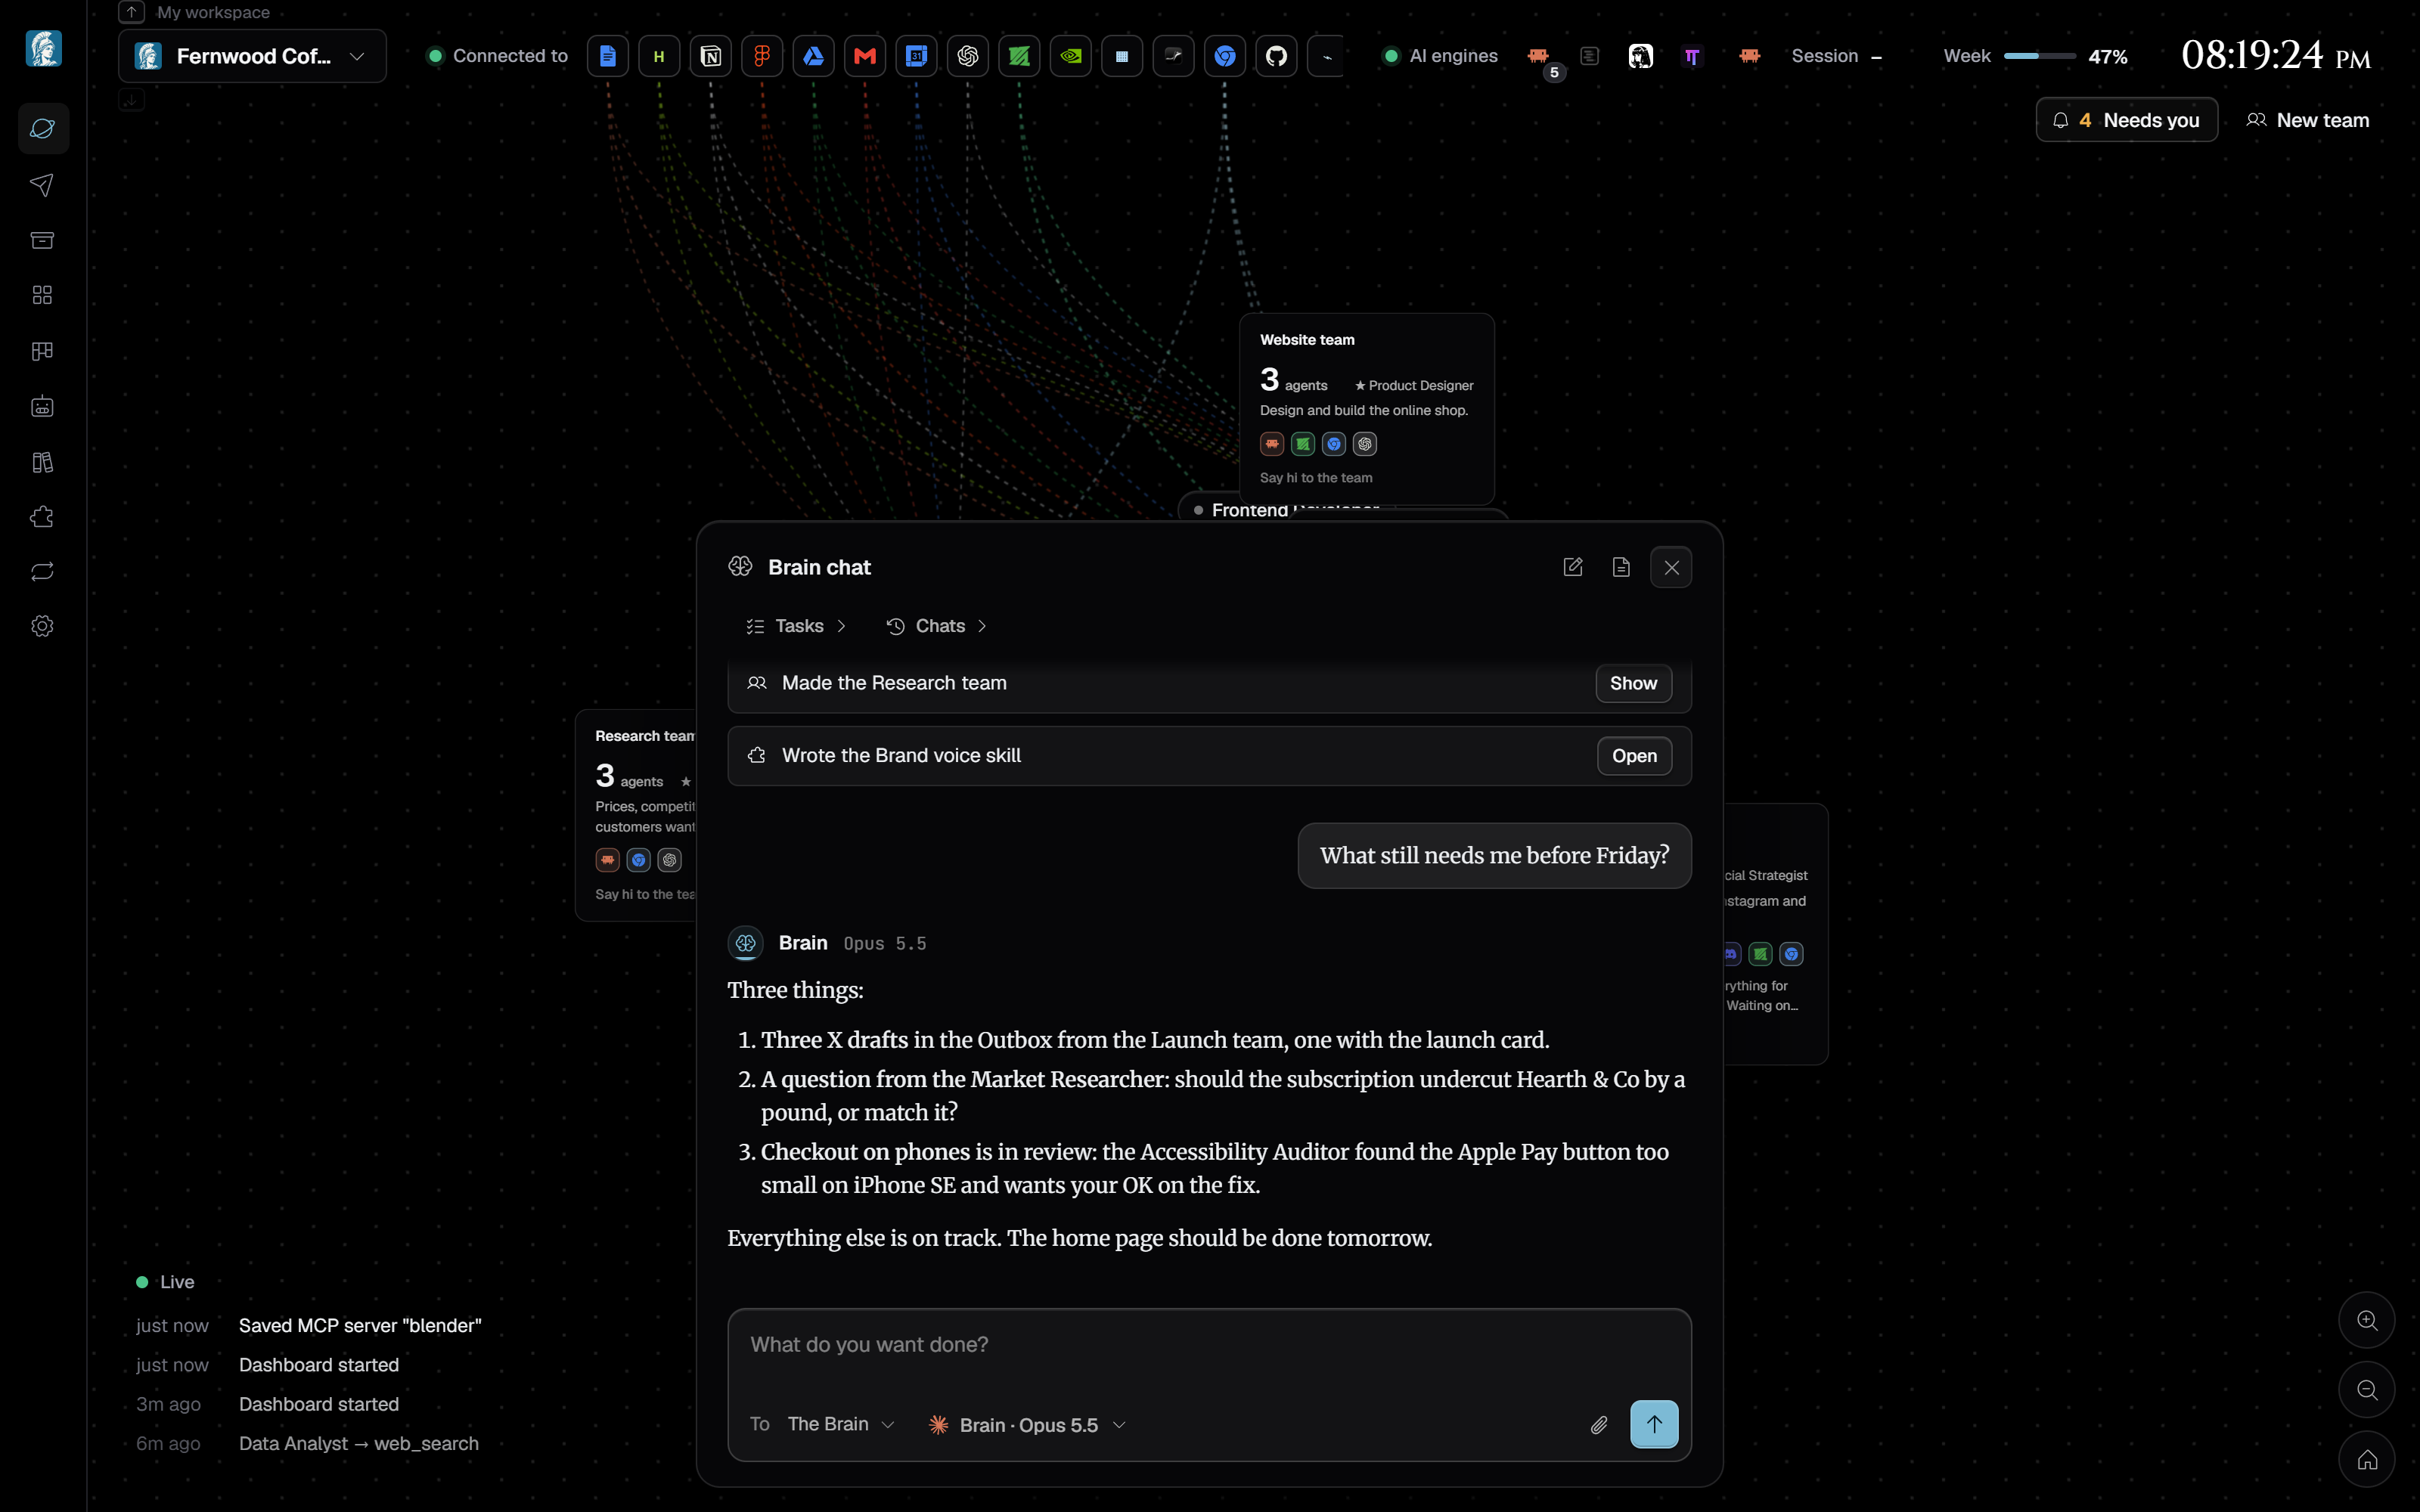 My workspace
Fernwood Cof...
Connected to
H
31
AI engines
5
Session –
Week
47%
08:19:24 PM
4 Needs you
New team
Website team
3 agents
★ Product Designer
Design and build the online shop.
Say hi to the team
Frontend
Brain chat
Tasks
Chats
Made the Research team
Show
Wrote the Brand voice skill
Open
Research team
3 agents ★
Prices,
customers want
Say hi to the
What still needs me before Friday?
Brain Opus 5.5
Three things:
1. Three X drafts in the Outbox from the Launch team, one with the launch card.
2. A question from the Market Researcher: should the subscription undercut Hearth & Co by a
pound, or match it?
3. Checkout on phones is in review: the Accessibility Auditor found the Apple Pay button too
small on iPhone SE and wants your OK on the fix.
Everything else is on track. The home page should be done tomorrow.
Strategist
and
for
Waiting on...
Live
just now Saved MCP server "blender"
just now Dashboard started
3m ago Dashboard started
6m ago Data Analyst → web_search
What do you want done?
To The Brain
Brain · Opus 5.5